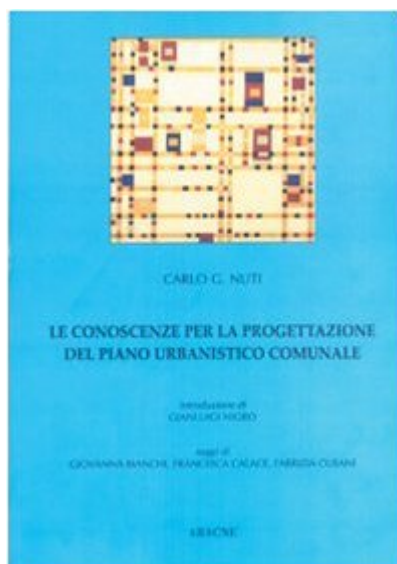 CARLO G. NUTI
LE CONOSCENZE PER LA PROGETTAZIONE
DEL PIANO URBANISTICO COMUNALE
introduzione di
GIANLUIGI NIGRO
saggi di
GIOVANNA BIANCHI, FRANCESCA CALACE, FABRIZIA
ARACNE